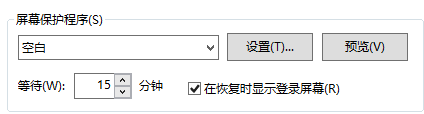 屏幕保护程序(S)
空白
设置(T)...
预览(V)
等待(W): 15 分钟
在恢复时显示登录屏幕(R)